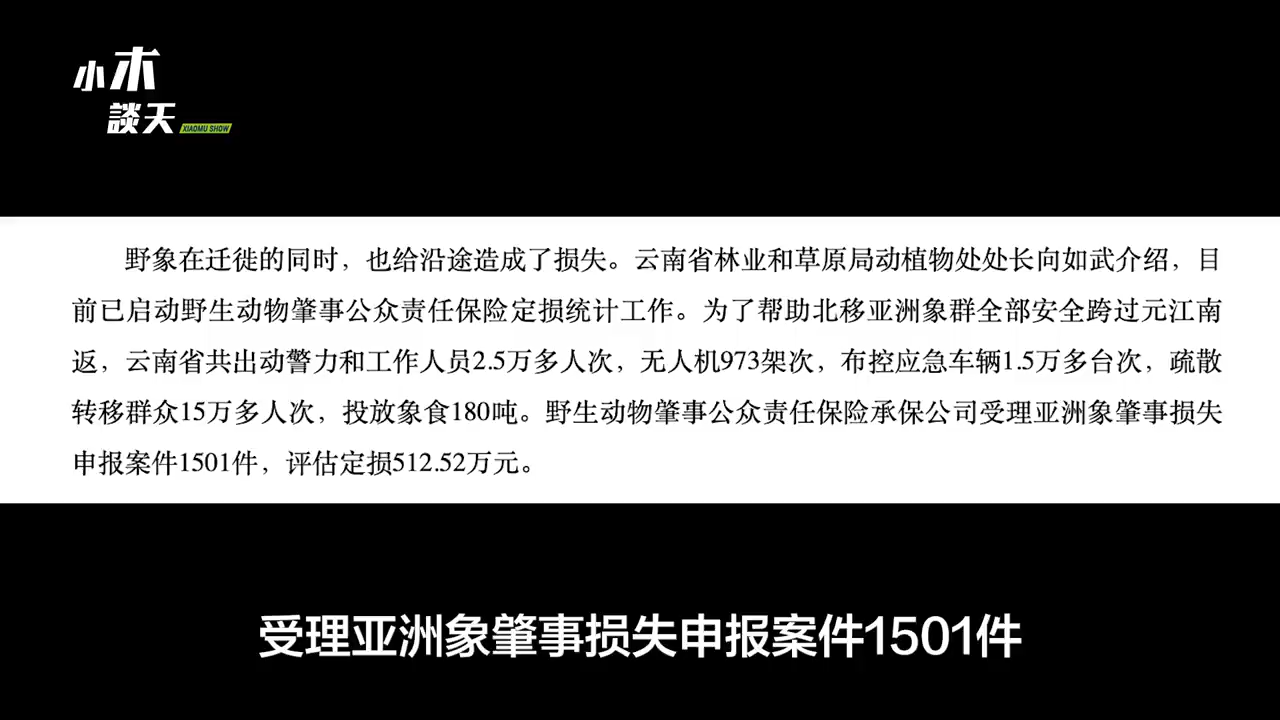 小木
談天 XIAOMU SHOW
野象在迁徙的同时，也给沿途造成了损失。云南省林业和草原局动植物处处长向如武介绍，目
前已启动野生动物肇事公众责任保险定损统计工作。为了帮助北移亚洲象群全部安全跨过元江南
返，云南省共出动警力和工作人员2.5万多人次，无人机973架次，布控应急车辆1.5万多台次，疏散
转移群众15万多人次，投放象食180吨。野生动物肇事公众责任保险承保公司受理亚洲象肇事损失
申报案件1501件，评估定损512.52万元。
受理亚洲象肇事损失申报案件1501件